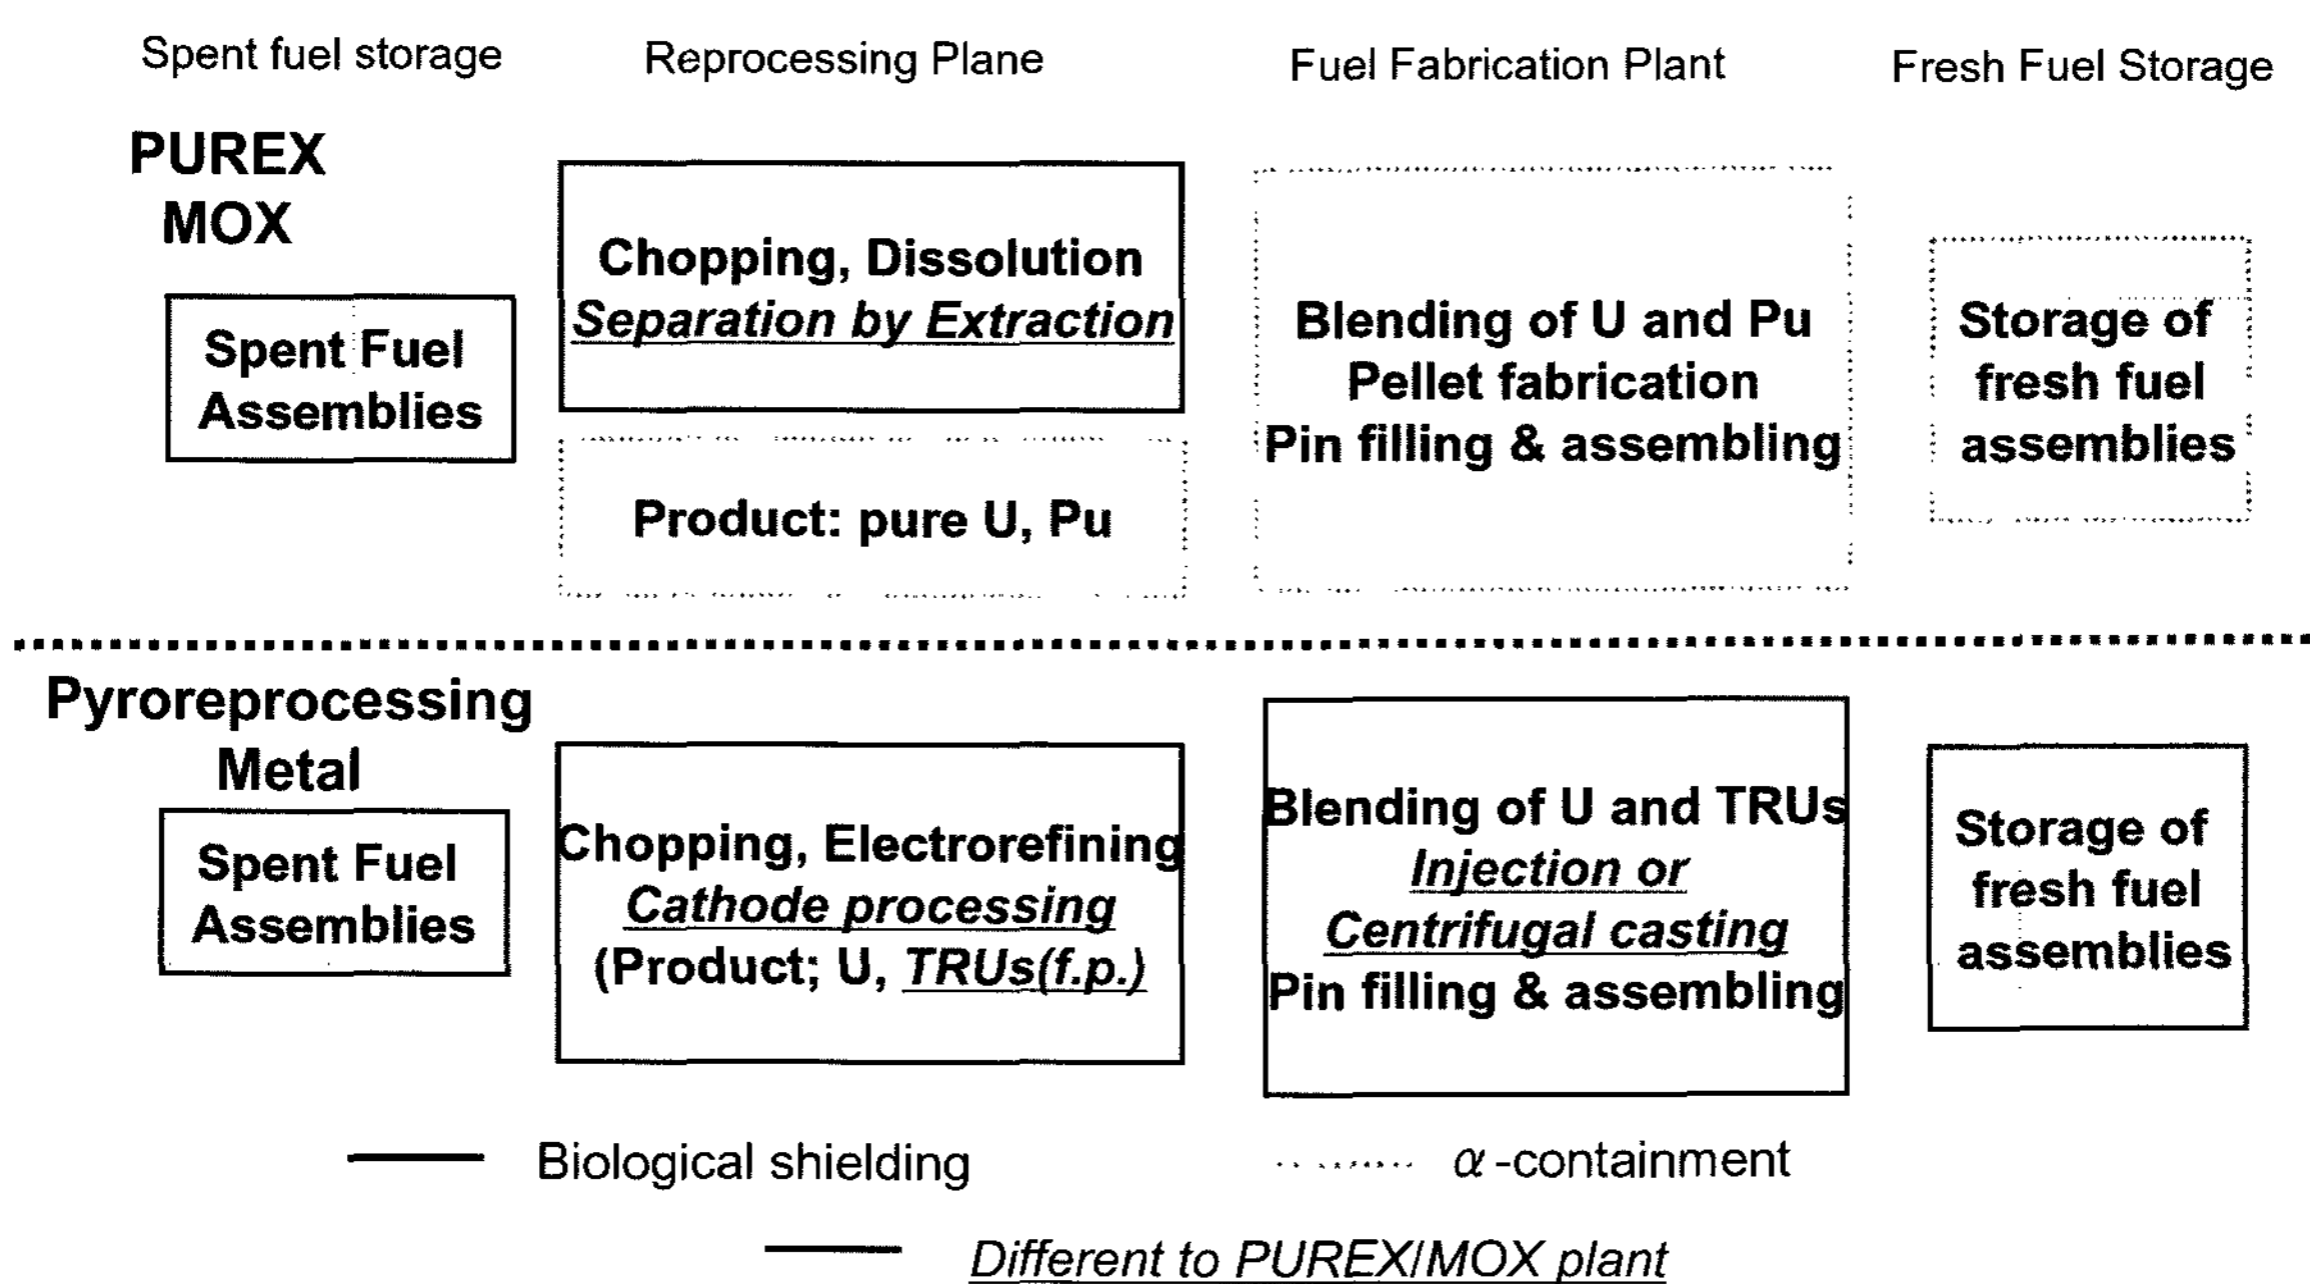 Spent fuel storage
Reprocessing Plane
Fuel Fabrication Plant
Fresh Fuel Storage
PUREX
MOX
Spent Fuel
Assemblies
Chopping, Dissolution
Separation by Extraction
Product: pure U, Pu
Blending of U and Pu
Pellet fabrication
Pin filling & assembling
Storage of
fresh fuel
assemblies
Pyroreprocessing
Metal
Spent Fuel
Assemblies
Chopping, Electrorefining
Cathode processing
(Product; U, TRUs(f.p.)
Blending of U and TRUs
Injection or
Centrifugal casting
Pin filling & assembling
Storage of
fresh fuel
assemblies
Biological shielding
α-containment
Different to PUREX/MOX plant